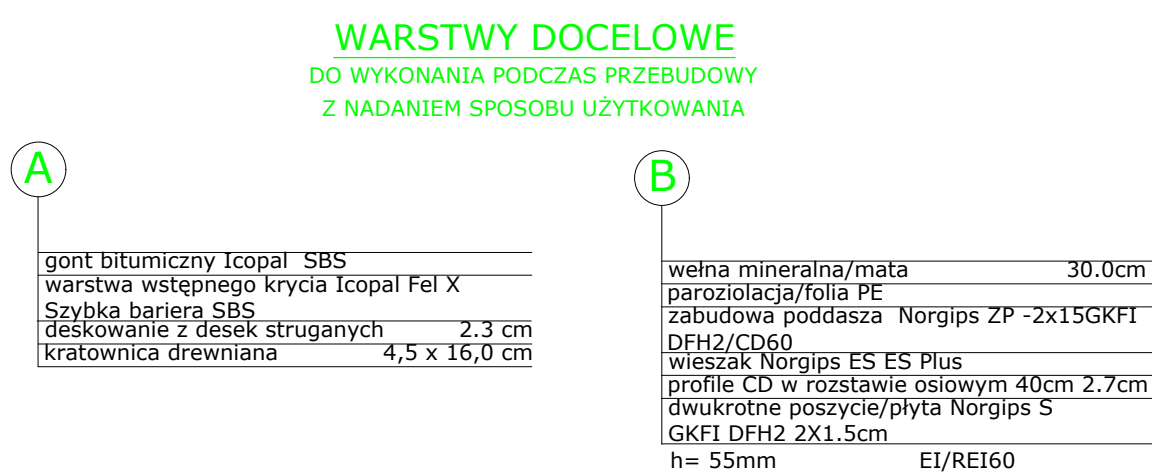 WARSTWY DOCELOWE
DO WYKONANIA PODCZAS PRZEBUDOWY
Z NADANIEM SPOSOBU UŻYTKOWANIA
A
gont bitumiczny Icopal SBS
warstwa wstępnego krycia Icopal Fel X
Szybka bariera SBS
deskowanie z desek struganych 2.3 cm
kratownica drewniana 4,5 x 16,0 cm
B
wełna mineralna/mata 30.0cm
paroziolacja/folia PE
zabudowa poddasza Norgips ZP -2x15GKFI
DFH2/CD60
wieszak Norgips ES ES Plus
profile CD w rozstawie osiowym 40cm 2.7cm
dwukrotne poszycie/płyta Norgips S
GKFI DFH2 2X1.5cm
h= 55mm EI/REI60